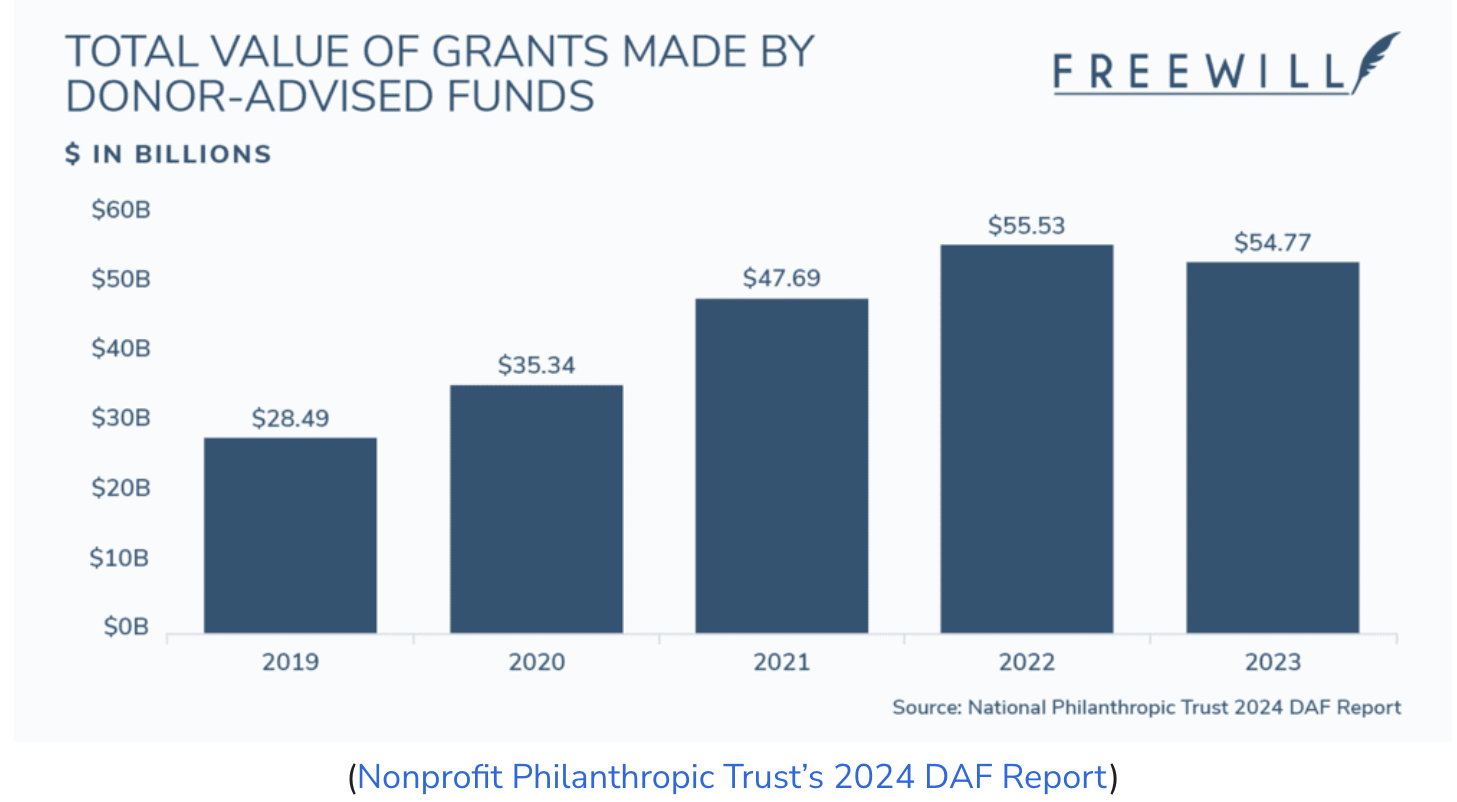 TOTAL VALUE OF GRANTS MADE BY
DONOR-ADVISED FUNDS
FREEWILL
$ IN BILLIONS
$60B
$50B
$40B
$30B
$20B
$10B
$0B
$28.49
$35.34
$47.69
$55.53
$54.77
2019 2020 2021 2022 2023
Source: National Philanthropic Trust 2024 DAF Report
(Nonprofit Philanthropic Trust’s 2024 DAF Report)